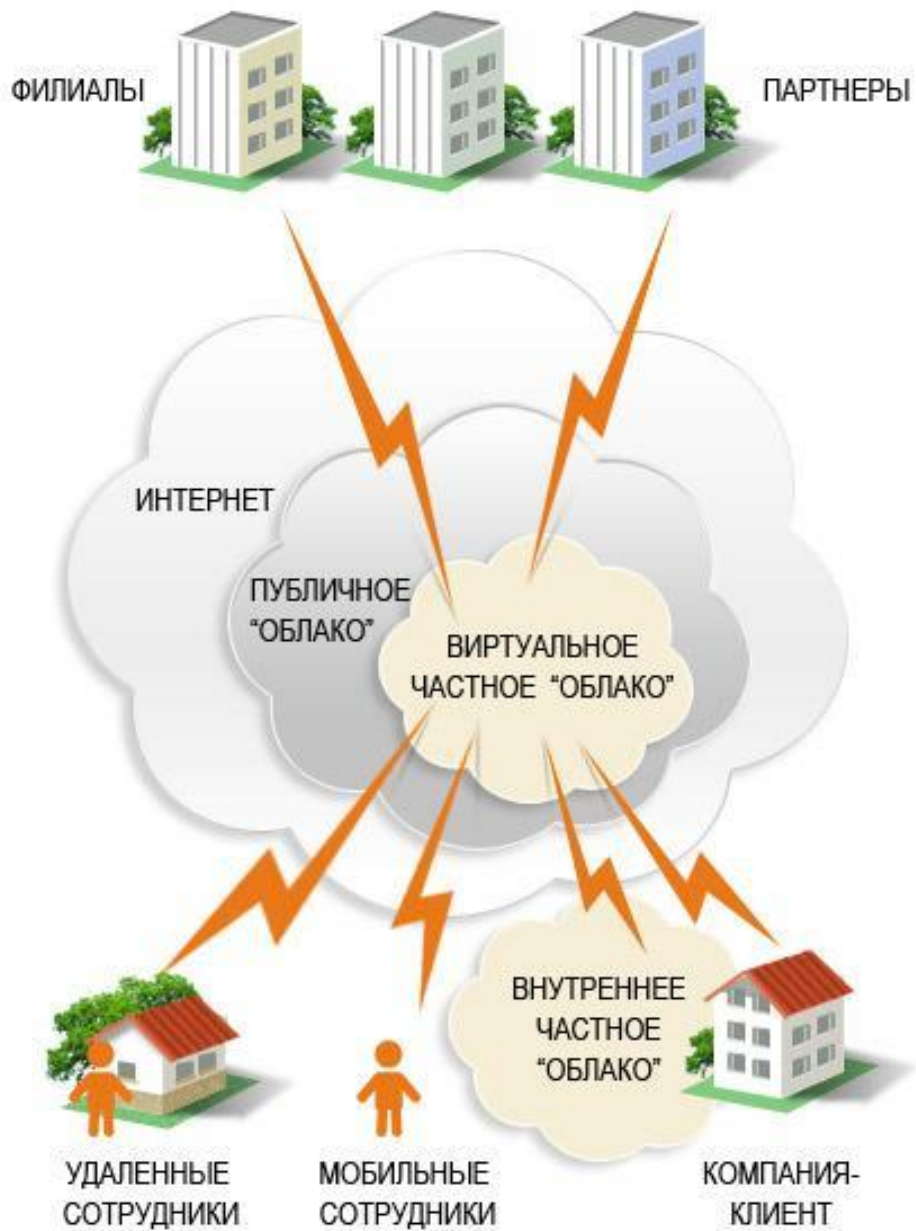 ФИЛИАЛЫ
ПАРТНЕРЫ
ИНТЕРНЕТ
ПУБЛИЧНОЕ
“ОБЛАКО”
ВИРТУАЛЬНОЕ
ЧАСТНОЕ “ОБЛАКО”
ВНУТРЕННЕЕ
ЧАСТНОЕ
“ОБЛАКО”
УДАЛЕННЫЕ
СОТРУДНИКИ
МОБИЛЬНЫЕ
СОТРУДНИКИ
КОМПАНИЯ-
КЛИЕНТ